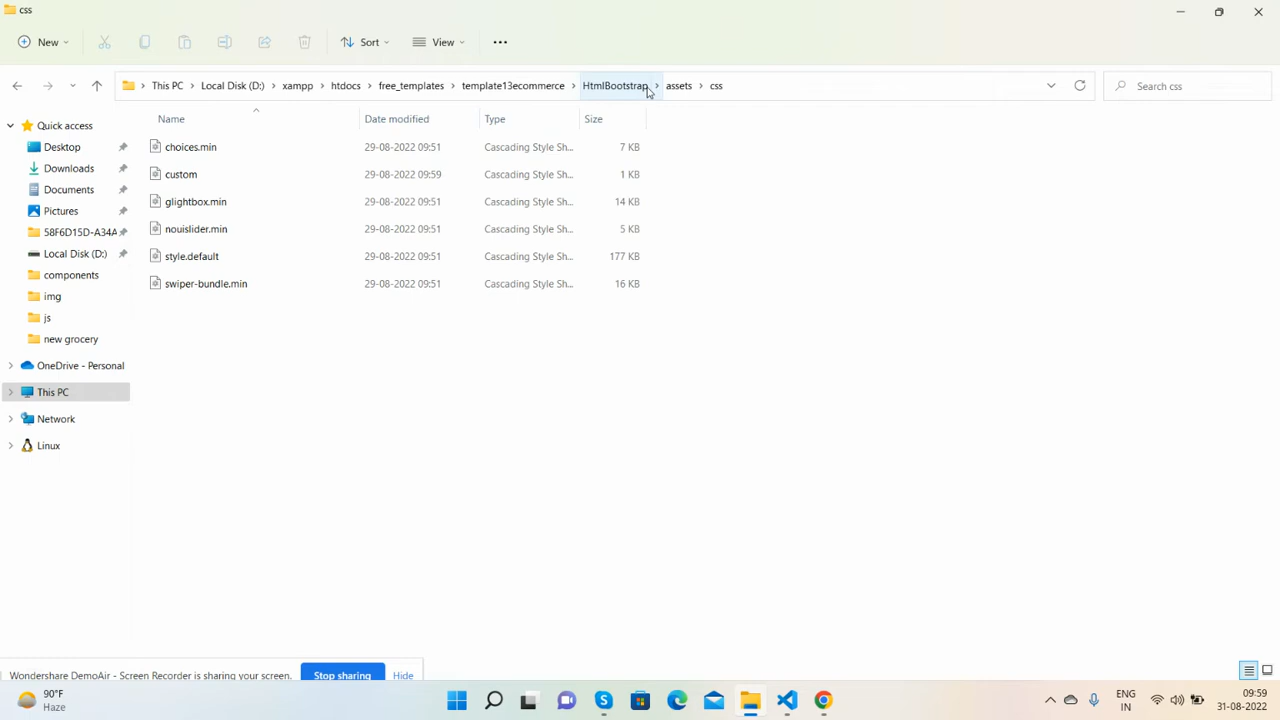 css
New
Sort
View
This PC
Local Disk (D:)
xampp
htdocs
free_templates
template13ecommerce
HtmlBootstrap
assets
css
Search css
Name
Date modified
Type
Size
Quick access
Desktop
Downloads
Documents
Pictures
58F6D15D-A34A
Local Disk (D:)
components
img
js
new grocery
OneDrive - Personal
This PC
Network
Linux
choices.min 29-08-2022 09:51 Cascading Style Sh... 7 KB
custom 29-08-2022 09:59 Cascading Style Sh... 1 KB
glightbox.min 29-08-2022 09:51 Cascading Style Sh... 14 KB
nouislider.min 29-08-2022 09:51 Cascading Style Sh... 5 KB
style.default 29-08-2022 09:51 Cascading Style Sh... 177 KB
swiper-bundle.min 29-08-2022 09:51 Cascading Style Sh... 16 KB
Wondershare DemoAir - Screen Recorder is sharing your screen.
Stop sharing
Hide
90°F
Haze
ENG
IN
09:59
31-08-2022